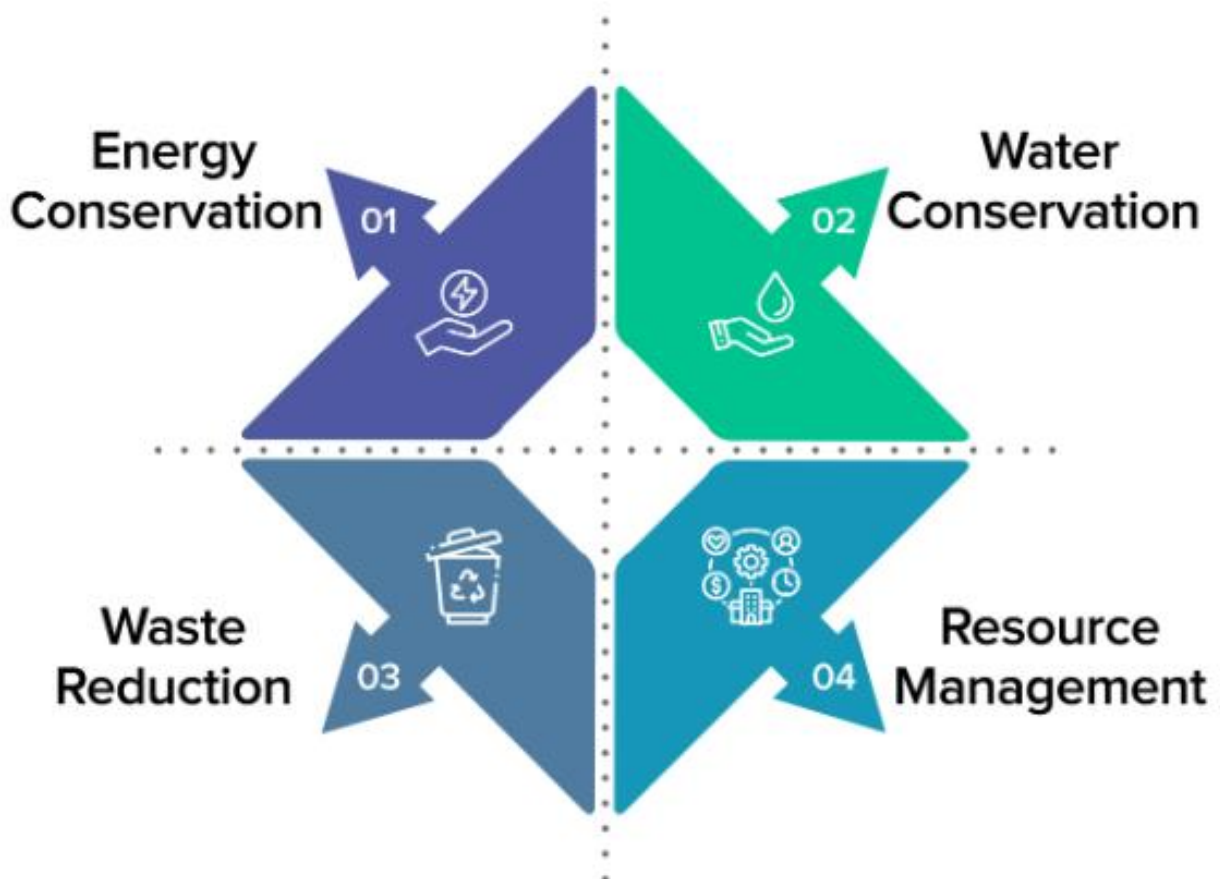 Energy
Conservation
01
02
Water
Conservation
$
Waste
Reduction
03
04
Resource
Management